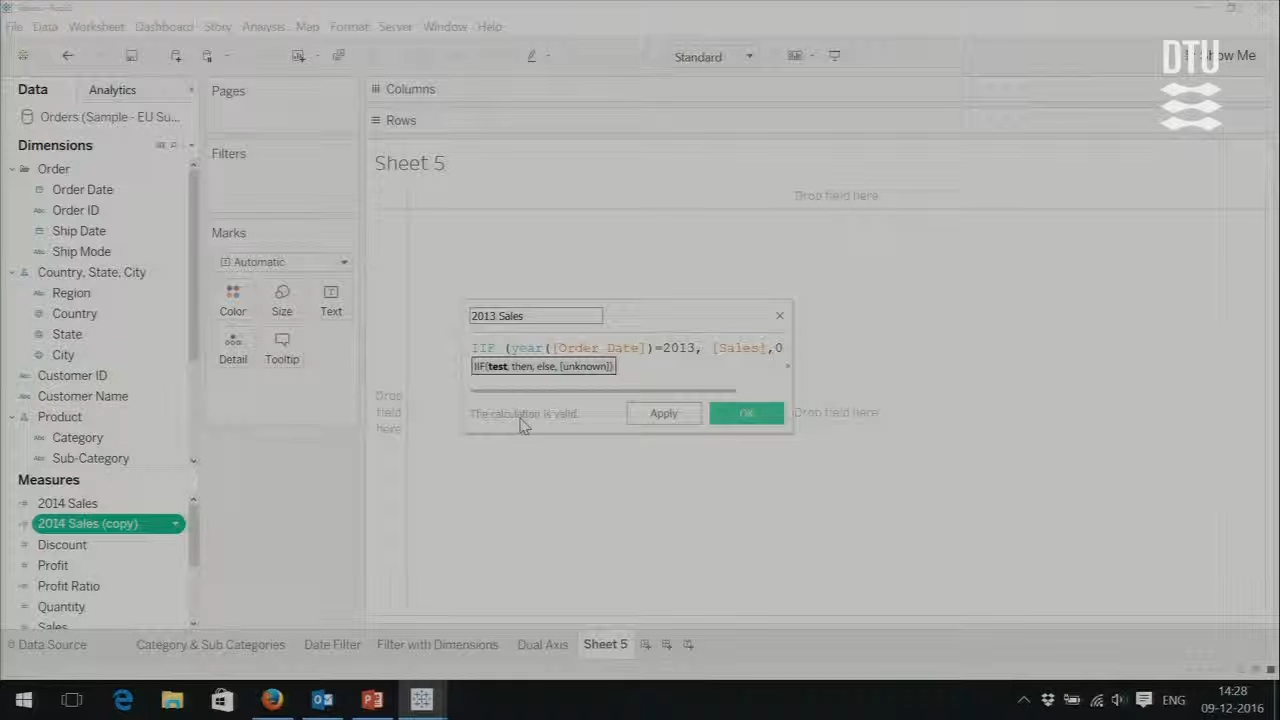 File Data Worksheet Dashboard Story Analysis Map Format Server Window Help
Standard
Show Me
DTU
Data Analytics
Orders (Sample - EU Su...
Dimensions
Order
Order Date
Order ID
Ship Date
Ship Mode
Country, State, City
Region
Country
State
City
Customer ID
Customer Name
Product
Category
Sub-Category
Measures
2014 Sales
2014 Sales (copy)
Discount
Profit
Profit Ratio
Quantity
Sales
Pages
Filters
Marks
Automatic
Color Size Text
Detail Tooltip
Columns
Rows
Sheet 5
Drop field here
Drop
field
here
Drop field here
2013 Sales
IIF (year([Order Date])=2013, [Sales],0
IIF(test, then, else, [unknown])
The calculation is valid.
Apply
OK
Data Source Category & Sub Categories Date Filter Filter with Dimensions Dual Axis Sheet 5
ENG
14:28
09-12-2016